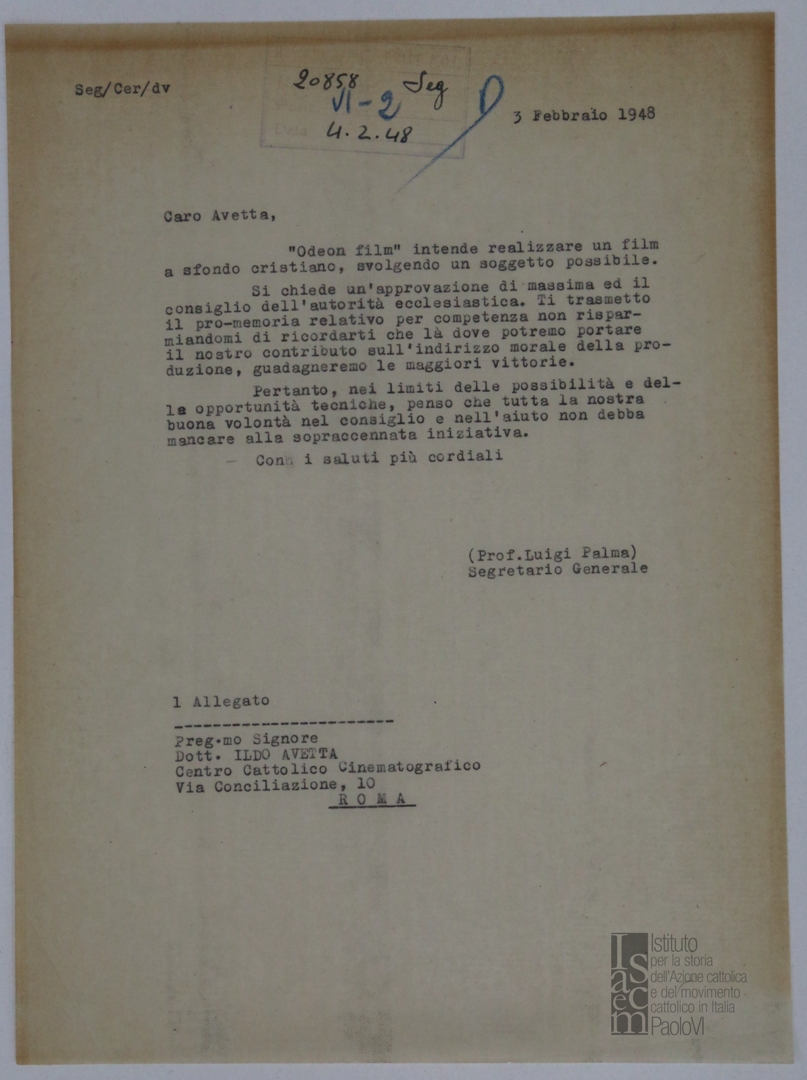 Seg/Cer/dv
20858 Seg
VI-2 D
4.2.48
3 Febbraio 1948
Caro Avetta,
"Odeon film" intende realizzare un film
a sfondo cristiano, svolgendo un soggetto possibile.
Si chiede un'approvazione di massima ed il
consiglio dell'autorità ecclesiastica. Ti trasmetto
il pro-memoria relativo per competenza non rispar-
miandomi di ricordarti che là dove potremo portare
il nostro contributo sull'indirizzo morale della pro-
duzione, guadagneremo le maggiori vittorie.
Pertanto, nei limiti delle possibilità e del-
le opportunità tecniche, penso che tutta la nostra
buona volontà nel consiglio e nell'aiuto non debba
mancare alla sopraccennata iniziativa.
- Con i saluti più cordiali
(Prof.Luigi Palma)
Segretario Generale
1 Allegato
-----------------------
Preg.mo Signore
Dott. ILDO AVETTA
Centro Cattolico Cinematografico
Via Conciliazione, 10
R O M A
Isacem
Istituto
per la storia
dell'Azione cattolica
e del movimento
cattolico in Italia
PaoloVI